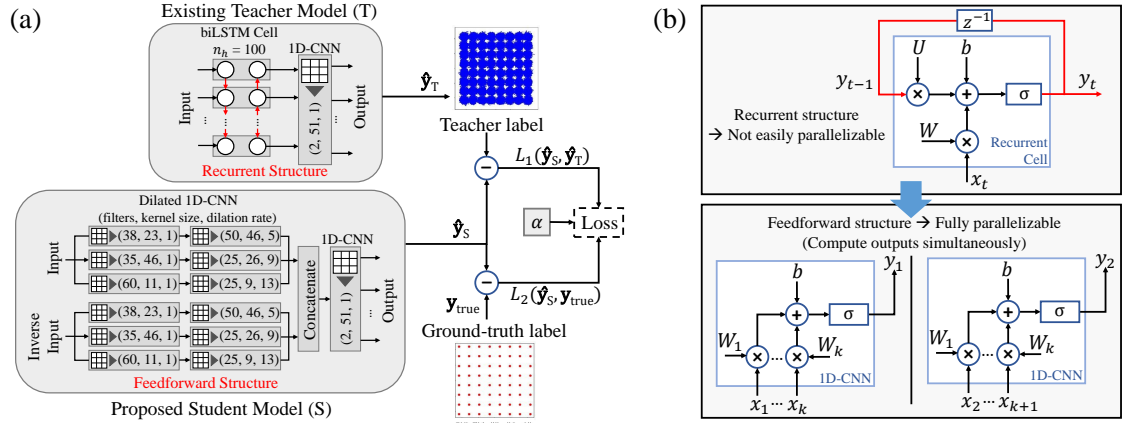 (a)
Existing Teacher Model (T)
biLSTM Cell
n_h = 100
1D-CNN
Input
...
...
...
(2, 51, 1)
Output
Recurrent Structure
ŷ_T
Teacher label
L_1(ŷ_S, ŷ_T)
α
Loss
ŷ_S
L_2(ŷ_S, y_true)
y_true
Ground-truth label
Dilated 1D-CNN
(filters, kernel size, dilation rate)
1D-CNN
Input
(38, 23, 1)
(50, 46, 5)
(35, 46, 1)
(25, 26, 9)
(60, 11, 1)
(25, 9, 13)
Inverse
Input
(38, 23, 1)
(50, 46, 5)
(35, 46, 1)
(25, 26, 9)
(60, 11, 1)
(25, 9, 13)
Concatenate
(2, 51, 1)
...
Output
Feedforward Structure
Proposed Student Model (S)
(b)
z⁻¹
U
b
y_{t−1}
y_t
×
+
σ
Recurrent structure
→ Not easily parallelizable
W
×
Recurrent
Cell
x_t
Feedforward structure → Fully parallelizable
(Compute outputs simultaneously)
y_1
b
+
σ
W_1
×
...
×
W_k
1D-CNN
x_1 ... x_k
y_2
b
+
σ
W_1
×
...
×
W_k
1D-CNN
x_2 ... x_{k+1}